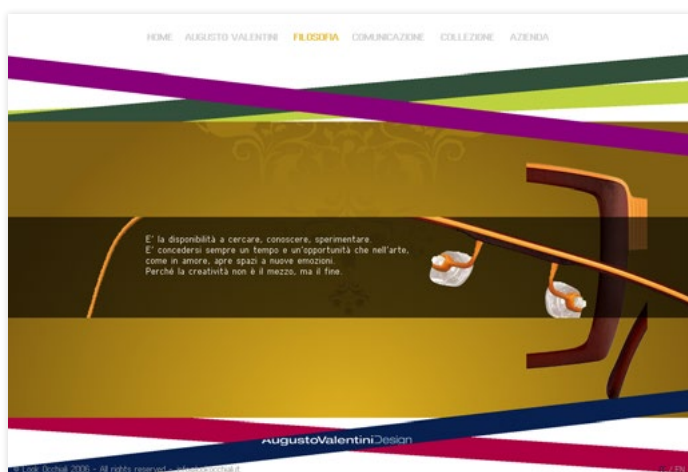 HOME AUGUSTO VALENTINI FILOSOFIA COMUNICAZIONE COLLEZIONE AZIENDA
E' la disponibilità a cercare, conoscere, sperimentare.
E' concedersi sempre un tempo e un'opportunità che nell'arte,
come in amore, apre spazi a nuove emozioni.
Perché la creatività non è il mezzo, ma il fine.
AugustoValentiniDesign
© Look Occhiali 2006 - All rights reserved -
/ EN